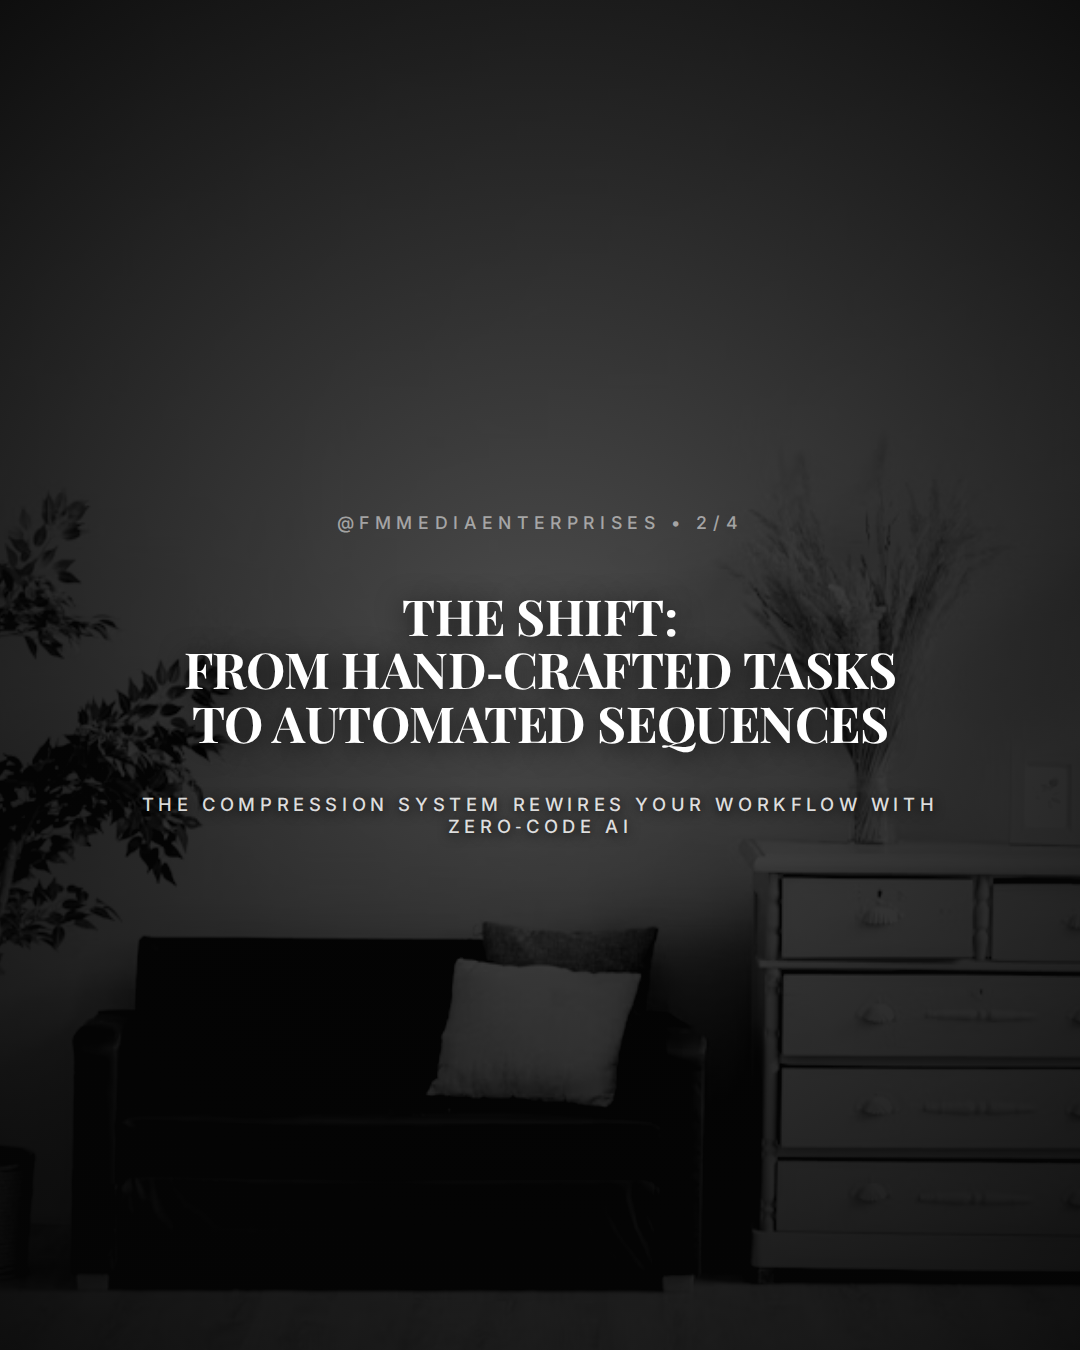 @FMMEDIAENTERPRISES • 2/4
THE SHIFT:
FROM HAND-CRAFTED TASKS
TO AUTOMATED SEQUENCES
THE COMPRESSION SYSTEM REWIRES YOUR WORKFLOW WITH
ZERO-CODE AI